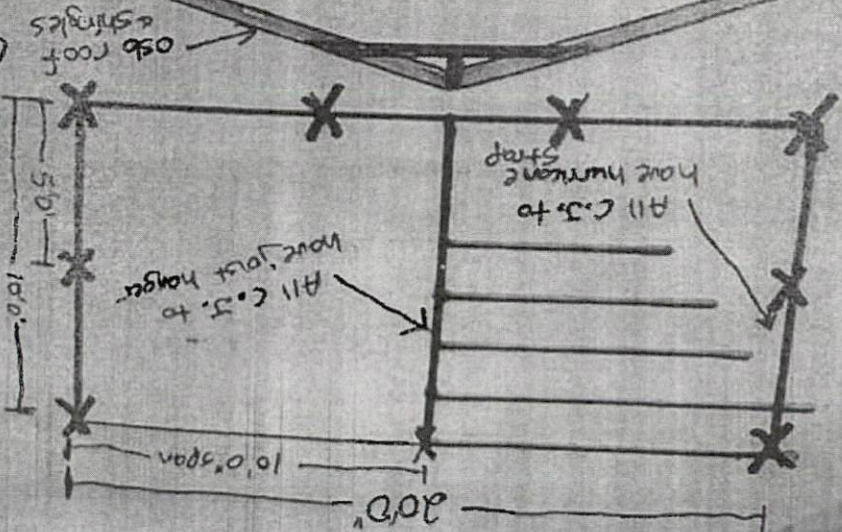 20'0"
10'0" span
All C.J. to
have joist hanger
All C.J. to
have hurricane
strap
10'0"
5'0"
osb roof
& shingles